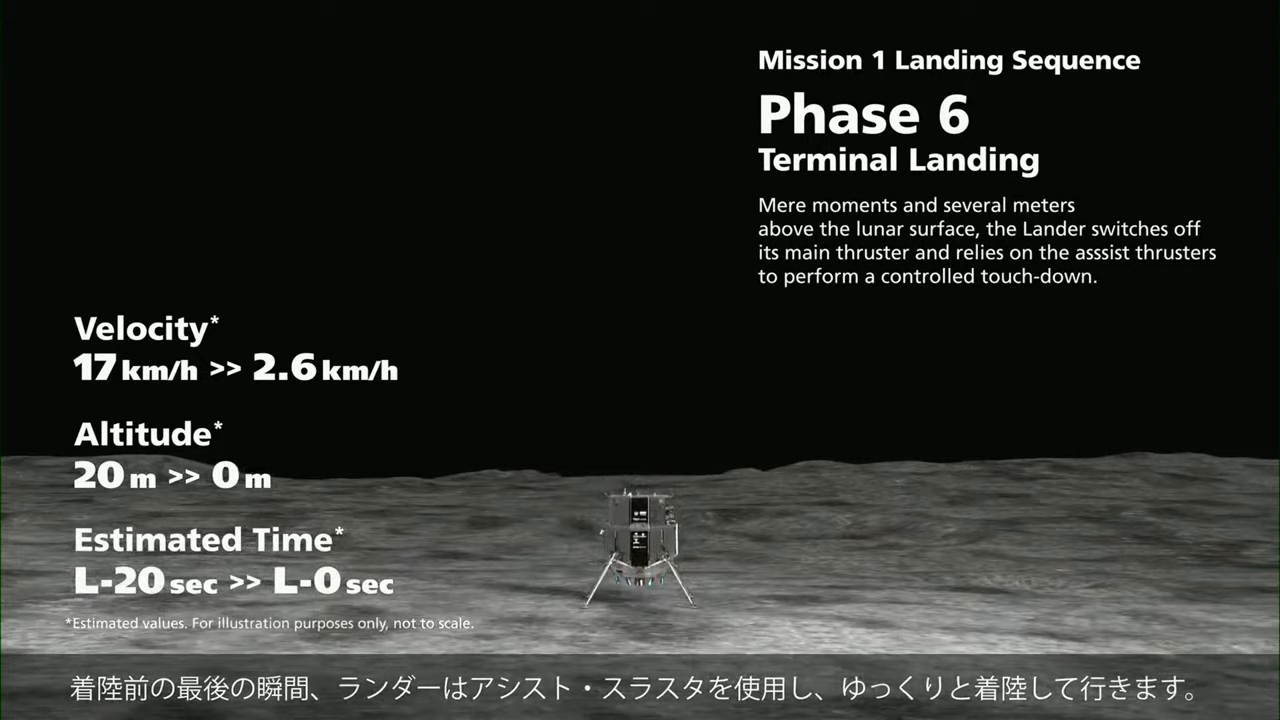 Mission 1 Landing Sequence
Phase 6
Terminal Landing
Mere moments and several meters
above the lunar surface, the Lander switches off
its main thruster and relies on the asssist thrusters
to perform a controlled touch-down.
Velocity*
17 km/h >> 2.6 km/h
Altitude*
20 m >> 0 m
Estimated Time*
L-20 sec >> L-0 sec
*Estimated values. For illustration purposes only, not to scale.
着陸前の最後の瞬間、ランダーはアシスト・スラスタを使用し、ゆっくりと着陸して行きます。